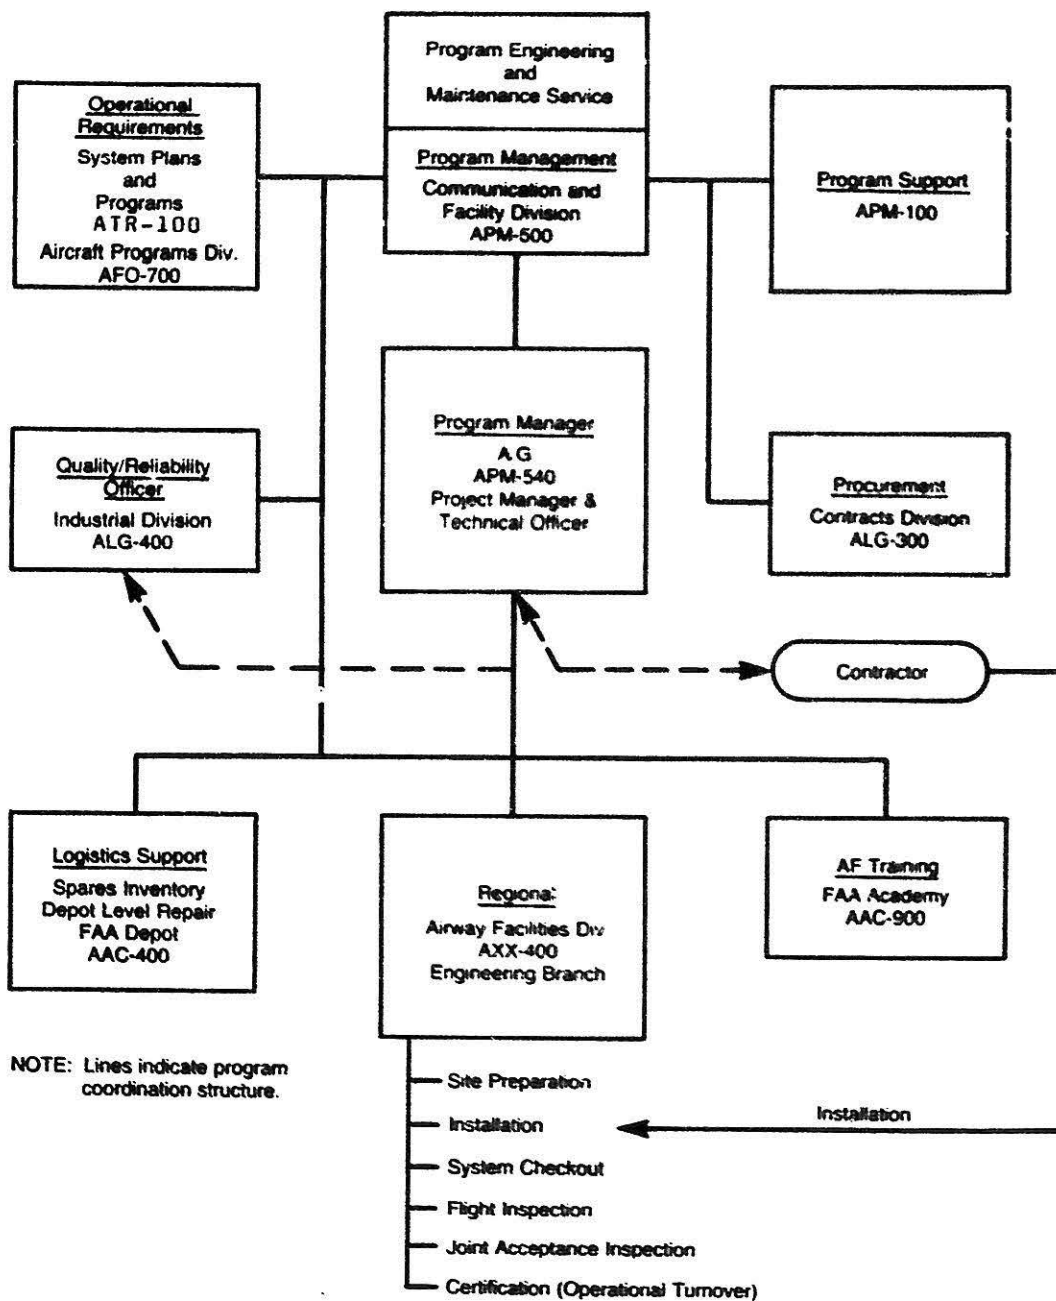 Program Engineering
and
Maintenance Service
Operational
Requirements
System Plans
and
Programs
ATR-100
Aircraft Programs Div.
AFO-700
Program Management
Communication and
Facility Division
APM-500
Program Support
APM-100
Quality/Reliability
Officer
Industrial Division
ALG-400
Program Manager
A.G
APM-540
Project Manager &
Technical Officer
Procurement
Contracts Division
ALG-300
Contractor
Logistics Support
Spares Inventory
Depot Level Repair
FAA Depot
AAC-400
Regional
Airway Facilities Div
AXX-400
Engineering Branch
AF Training
FAA Academy
AAC-900
NOTE: Lines indicate program
coordination structure.
Site Preparation
Installation
Installation
System Checkout
Flight Inspection
Joint Acceptance Inspection
Certification (Operational Turnover)